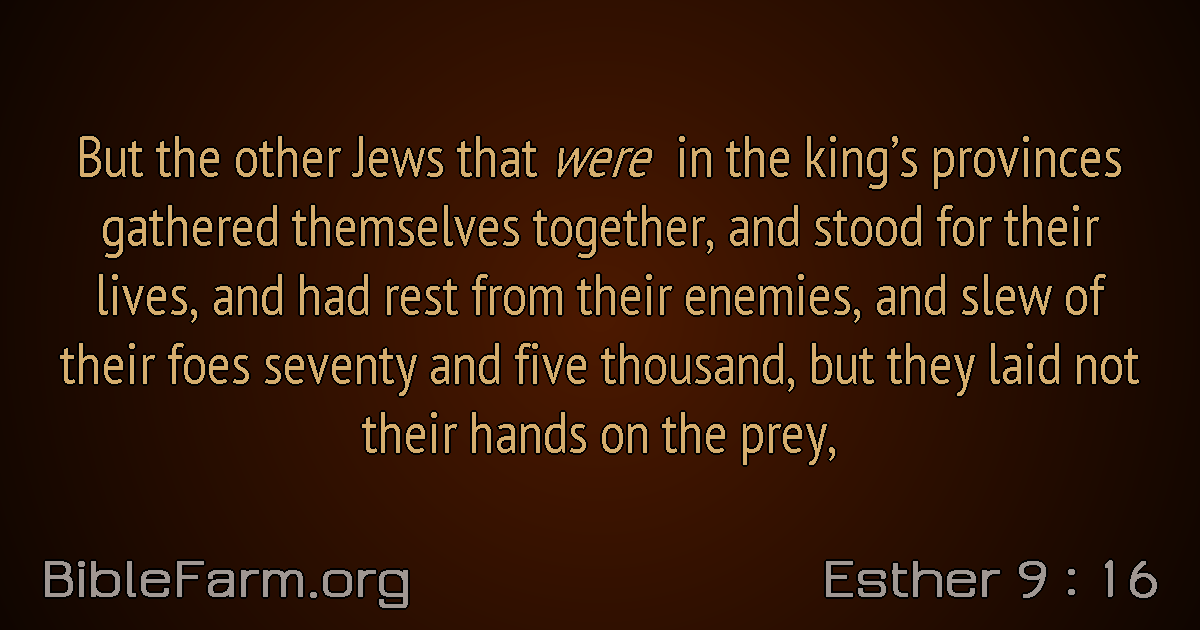 But the other Jews that were in the king’s provinces
gathered themselves together, and stood for their
lives, and had rest from their enemies, and slew of
their foes seventy and five thousand, but they laid not
their hands on the prey,
BibleFarm.org
Esther 9 : 16